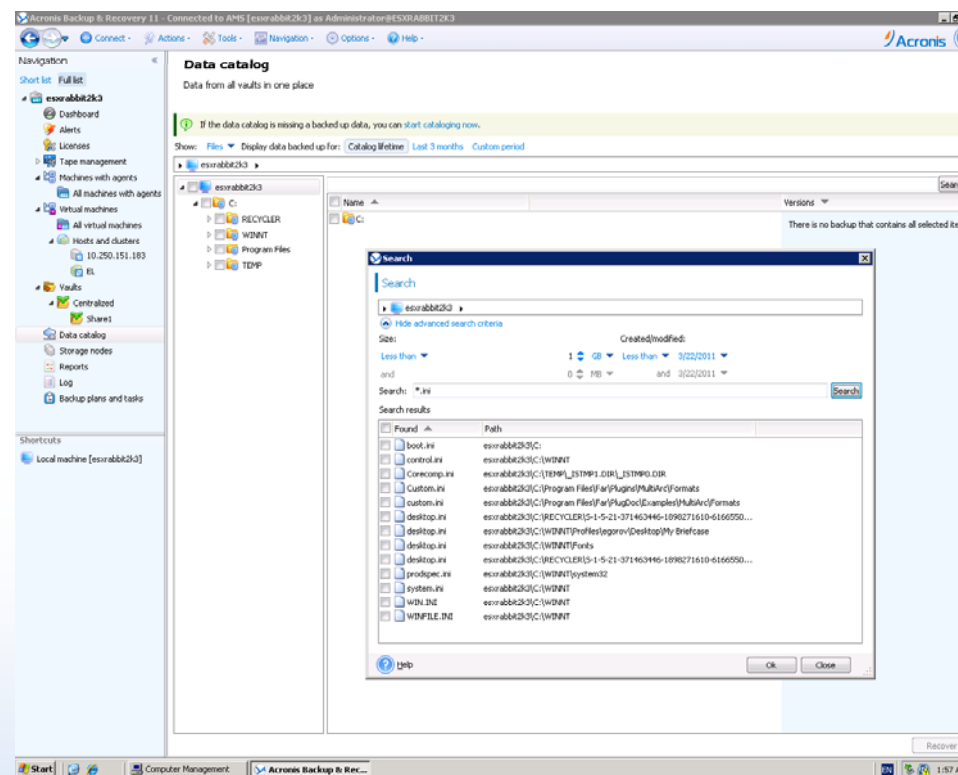 Acronis Backup & Recovery 11 - Connected to AMS [esxrabbit2k3] as Administrator@ESXRABBIT2K3
Connect - Actions - Tools - Navigation - Options - Help -
Acronis
Navigation
Short list Full list
esxrabbit2k3
Dashboard
Alerts
Licenses
Tape management
Machines with agents
All machines with agents
Virtual machines
All virtual machines
Hosts and clusters
10.250.151.183
EL
Vaults
Centralized
Share1
Data catalog
Storage nodes
Reports
Log
Backup plans and tasks
Shortcuts
Local machine [esxrabbit2k3]
Data catalog
Data from all vaults in one place
If the data catalog is missing a backed up data, you can start cataloging now.
Show: Files Display data backed up for: Catalog lifetime Last 3 months Custom period
esxrabbit2k3
esxrabbit2k3
C:
RECYCLER
WINNT
Program Files
TEMP
Name
C:
Sear
Versions
There is no backup that contains all selected ite
Search
Search
esxrabbit2k3
Hide advanced search criteria
Size: Created/modified:
Less than 1 GB Less than 3/22/2011
and 0 MB and 3/22/2011
Search: *.ini Search
Search results
Found Path
boot.ini esxrabbit2k3\C:
control.ini esxrabbit2k3\C:\WINNT
Corecomp.ini esxrabbit2k3\C:\TEMP\_ISTMP1.DIR\_ISTMP0.DIR
Custom.ini esxrabbit2k3\C:\Program Files\Far\Plugins\MultiArc\Formats
custom.ini esxrabbit2k3\C:\Program Files\Far\PlugDoc\Examples\MultiArc\Formats
desktop.ini esxrabbit2k3\C:\RECYCLER\S-1-5-21-371463446-1898271610-6166550...
desktop.ini esxrabbit2k3\C:\WINNT\Profiles\egorov\Desktop\My Briefcase
desktop.ini esxrabbit2k3\C:\WINNT\Fonts
desktop.ini esxrabbit2k3\C:\RECYCLER\S-1-5-21-371463446-1898271610-6166550...
prodspec.ini esxrabbit2k3\C:\WINNT\system32
system.ini esxrabbit2k3\C:\WINNT
WIN.INI esxrabbit2k3\C:\WINNT
WINFILE.INI esxrabbit2k3\C:\WINNT
Help Ok Close
Recover
Start Computer Management Acronis Backup & Rec... EN 1:57 A